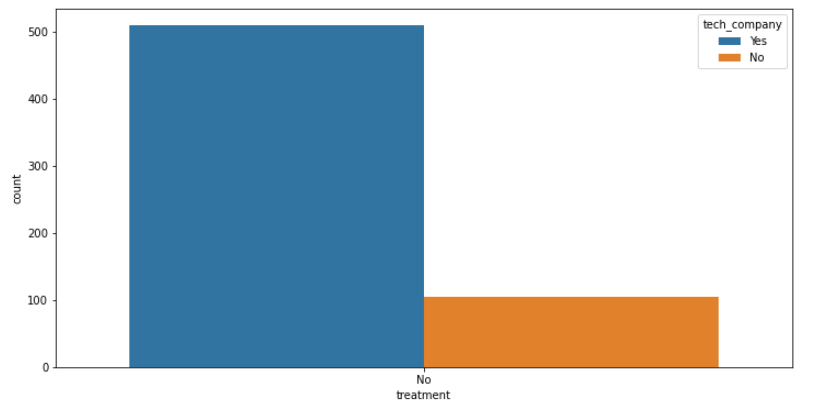 500
400
300
200
100
0
count
No
treatment
tech_company
Yes
No